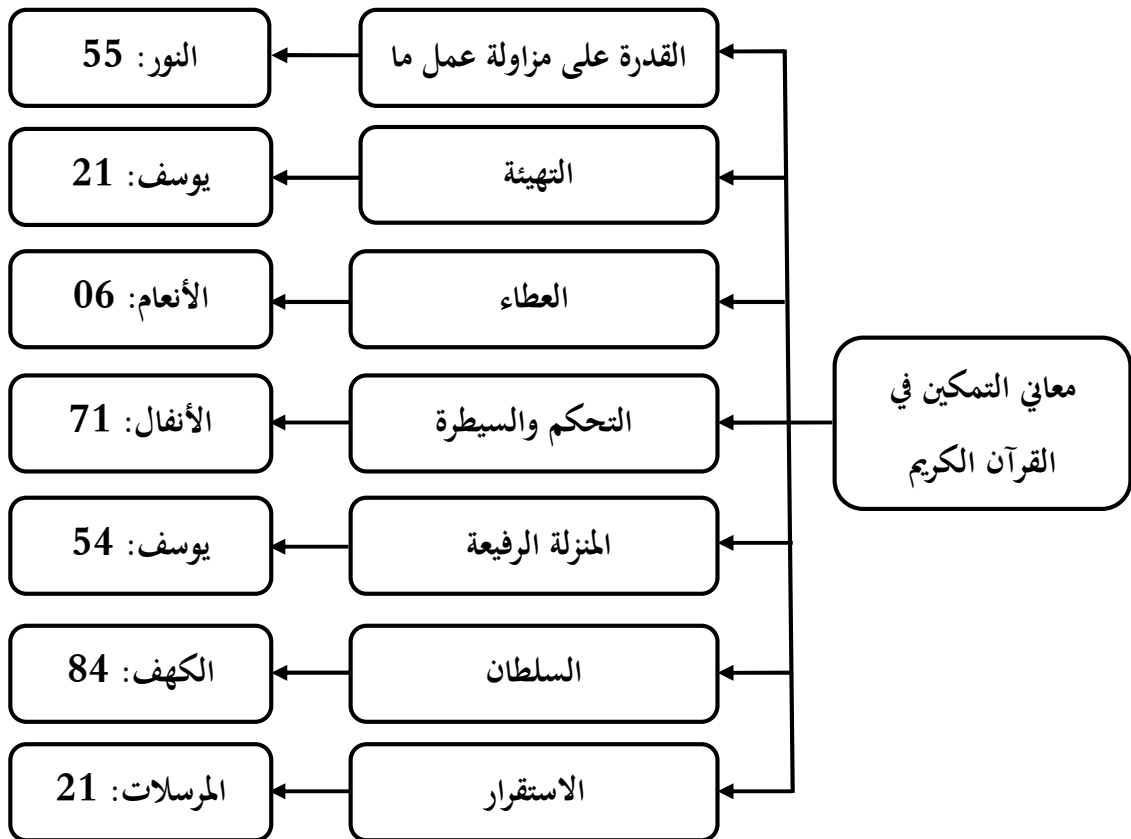 معاني التمكين في
القرآن الكريم
القدرة على مزاولة عمل ما
النور: 55
التهيئة
يوسف: 21
العطاء
الأنعام: 06
التحكم والسيطرة
الأنفال: 71
المنزلة الرفيعة
يوسف: 54
السلطان
الكهف: 84
الاستقرار
المرسلات: 21